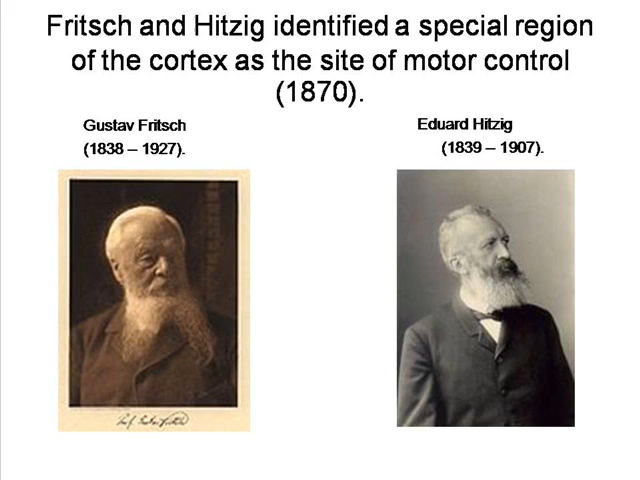 Fritsch and Hitzig identified a special region
of the cortex as the site of motor control
(1870).
Gustav Fritsch
(1838 – 1927).
Eduard Hitzig
(1839 – 1907).